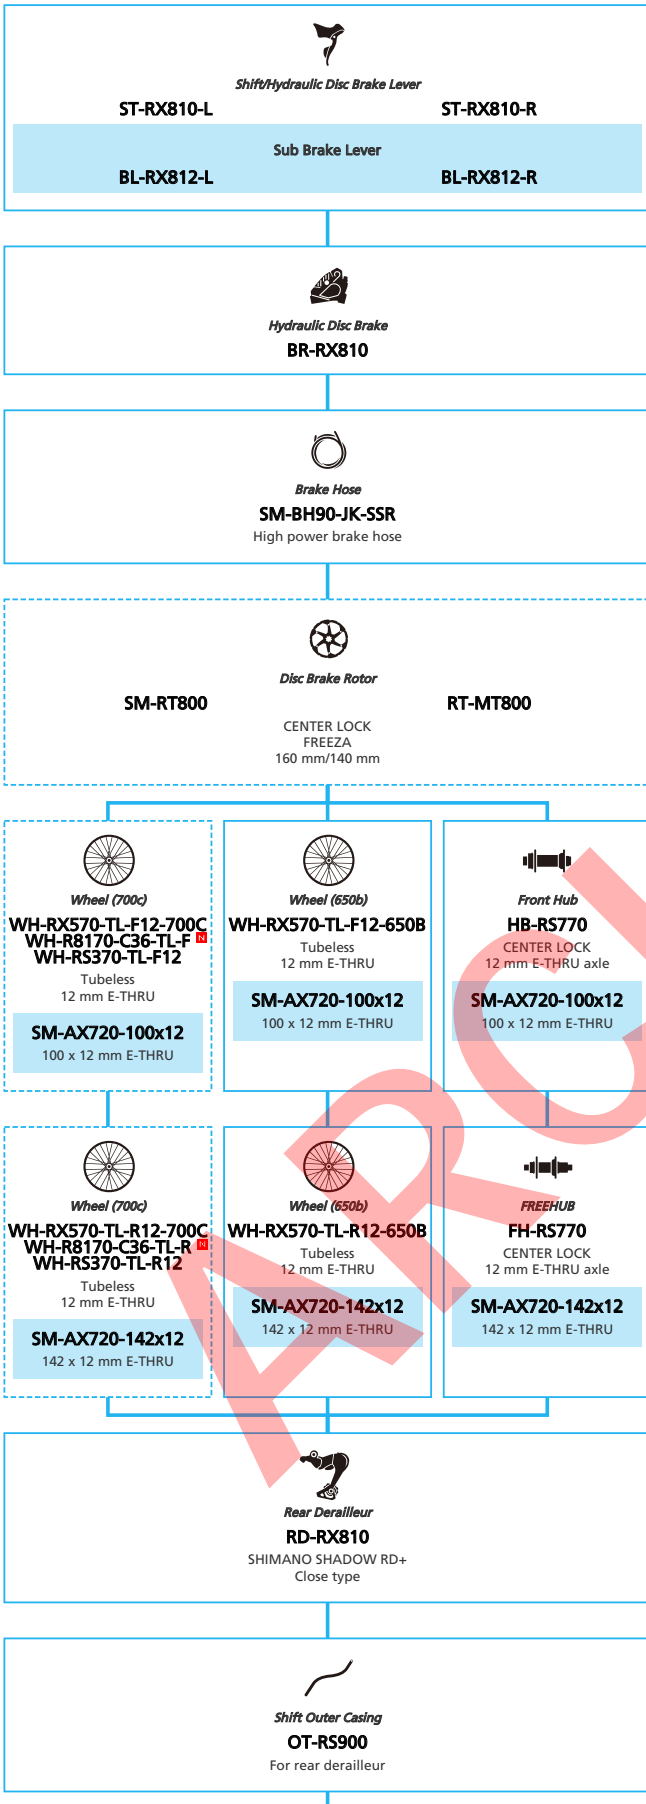 Shift/Hydraulic Disc Brake Lever
ST-RX810-L ST-RX810-R
Sub Brake Lever
BL-RX812-L BL-RX812-R
Hydraulic Disc Brake
BR-RX810
Brake Hose
SM-BH90-JK-SSR
High power brake hose
Disc Brake Rotor
SM-RT800 RT-MT800
CENTER LOCK
FREEZA
160 mm/140 mm
Wheel (700c)
WH-RX570-TL-F12-700C
WH-R8170-C36-TL-F N
WH-RS370-TL-F12
Tubeless
12 mm E-THRU
SM-AX720-100x12
100 x 12 mm E-THRU
Wheel (650b)
WH-RX570-TL-F12-650B
Tubeless
12 mm E-THRU
SM-AX720-100x12
100 x 12 mm E-THRU
Front Hub
HB-RS770
CENTER LOCK
12 mm E-THRU axle
SM-AX720-100x12
100 x 12 mm E-THRU
Wheel (700c)
WH-RX570-TL-R12-700C
WH-R8170-C36-TL-R N
WH-RS370-TL-R12
Tubeless
12 mm E-THRU
SM-AX720-142x12
142 x 12 mm E-THRU
Wheel (650b)
WH-RX570-TL-R12-650B
Tubeless
12 mm E-THRU
SM-AX720-142x12
142 x 12 mm E-THRU
FREEHUB
FH-RS770
CENTER LOCK
12 mm E-THRU axle
SM-AX720-142x12
142 x 12 mm E-THRU
Rear Derailleur
RD-RX810
SHIMANO SHADOW RD+
Close type
Shift Outer Casing
OT-RS900
For rear derailleur
ARC